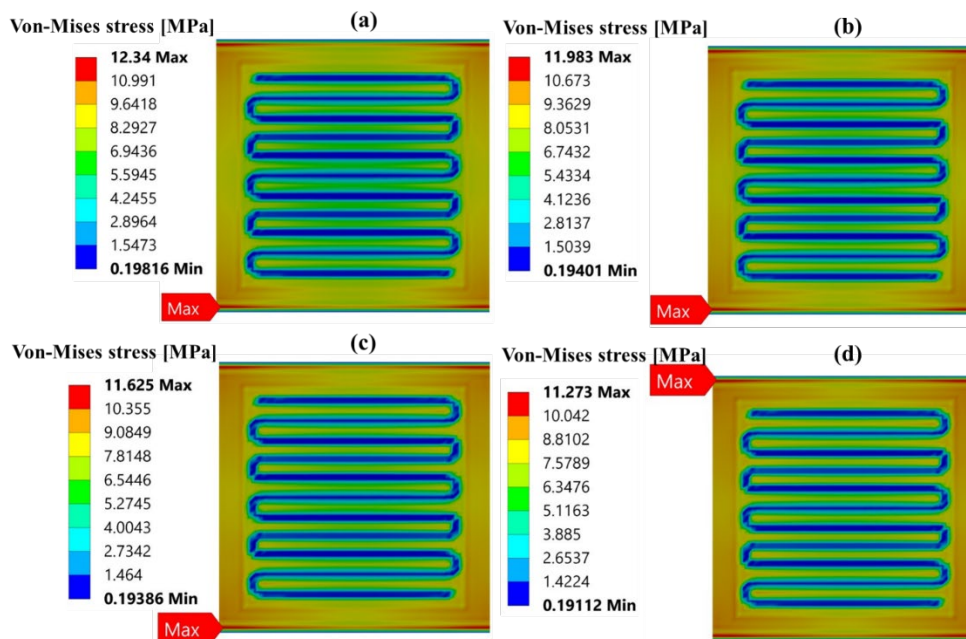 (a)
Von-Mises stress [MPa]
12.34 Max
10.991
9.6418
8.2927
6.9436
5.5945
4.2455
2.8964
1.5473
0.19816 Min
Max
(b)
Von-Mises stress [MPa]
11.983 Max
10.673
9.3629
8.0531
6.7432
5.4334
4.1236
2.8137
1.5039
0.19401 Min
Max
(c)
Von-Mises stress [MPa]
11.625 Max
10.355
9.0849
7.8148
6.5446
5.2745
4.0043
2.7342
1.464
0.19386 Min
Max
(d)
Von-Mises stress [MPa]
Max
11.273 Max
10.042
8.8102
7.5789
6.3476
5.1163
3.885
2.6537
1.4224
0.19112 Min